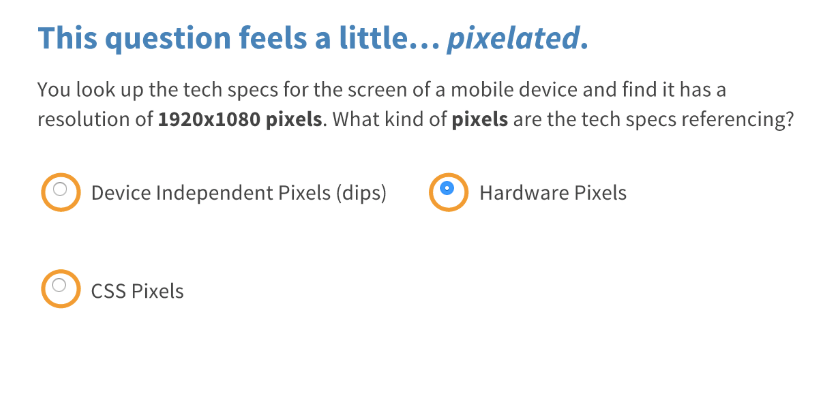 This question feels a little... pixelated.
You look up the tech specs for the screen of a mobile device and find it has a
resolution of 1920x1080 pixels. What kind of pixels are the tech specs referencing?
Device Independent Pixels (dips)
Hardware Pixels
CSS Pixels